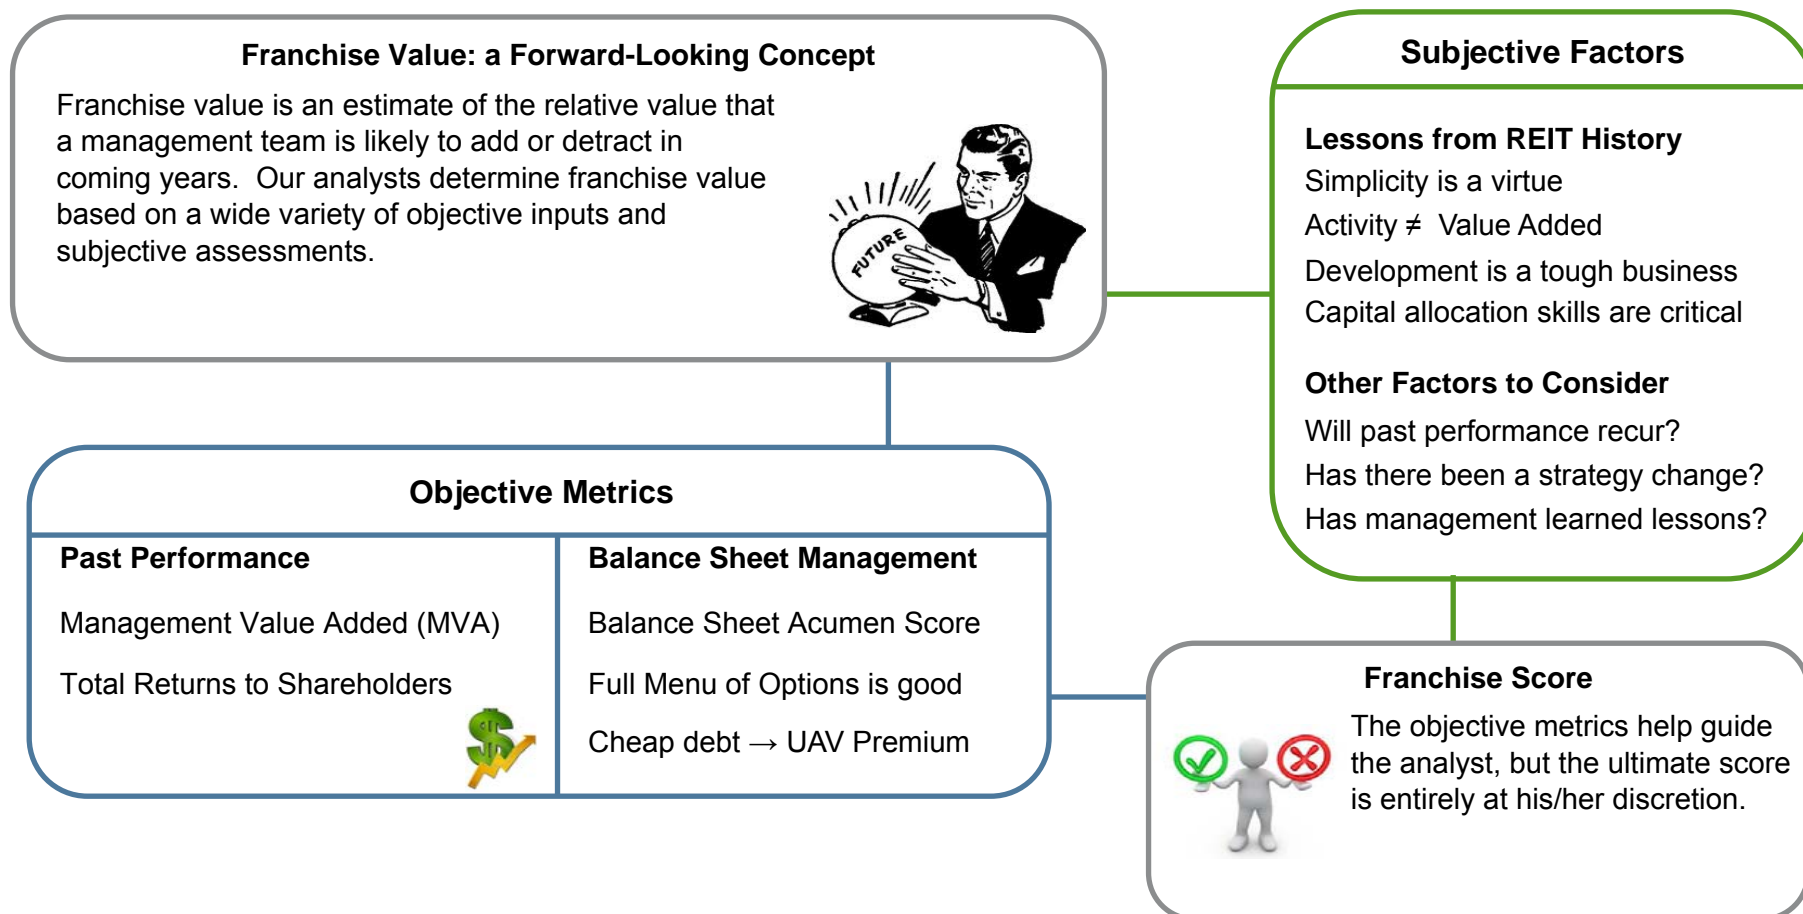 Franchise Value: a Forward-Looking Concept
Franchise value is an estimate of the relative value that
a management team is likely to add or detract in
coming years.  Our analysts determine franchise value
based on a wide variety of objective inputs and
subjective assessments.
FUTURE
Subjective Factors
Lessons from REIT History
Simplicity is a virtue
Activity ≠  Value Added
Development is a tough business
Capital allocation skills are critical
Other Factors to Consider
Will past performance recur?
Has there been a strategy change?
Has management learned lessons?
Objective Metrics
Past Performance
Management Value Added (MVA)
Total Returns to Shareholders
Balance Sheet Management
Balance Sheet Acumen Score
Full Menu of Options is good
Cheap debt → UAV Premium
Franchise Score
The objective metrics help guide
the analyst, but the ultimate score
is entirely at his/her discretion.